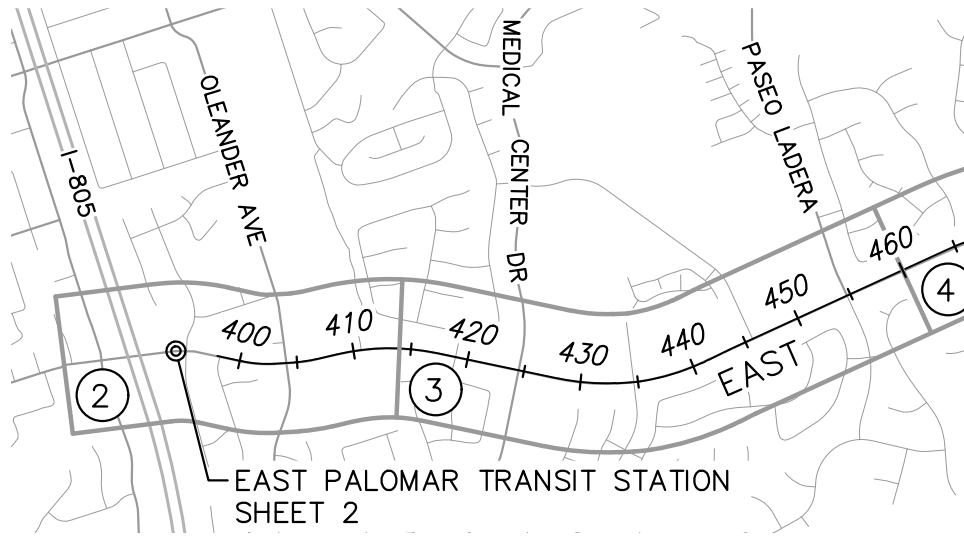 MEDICAL CENTER DR
PASEO LADERA
OLEANDER AVE
I-805
400
410
420
430
440
450
460
EAST
2
3
4
EAST PALOMAR TRANSIT STATION
SHEET 2